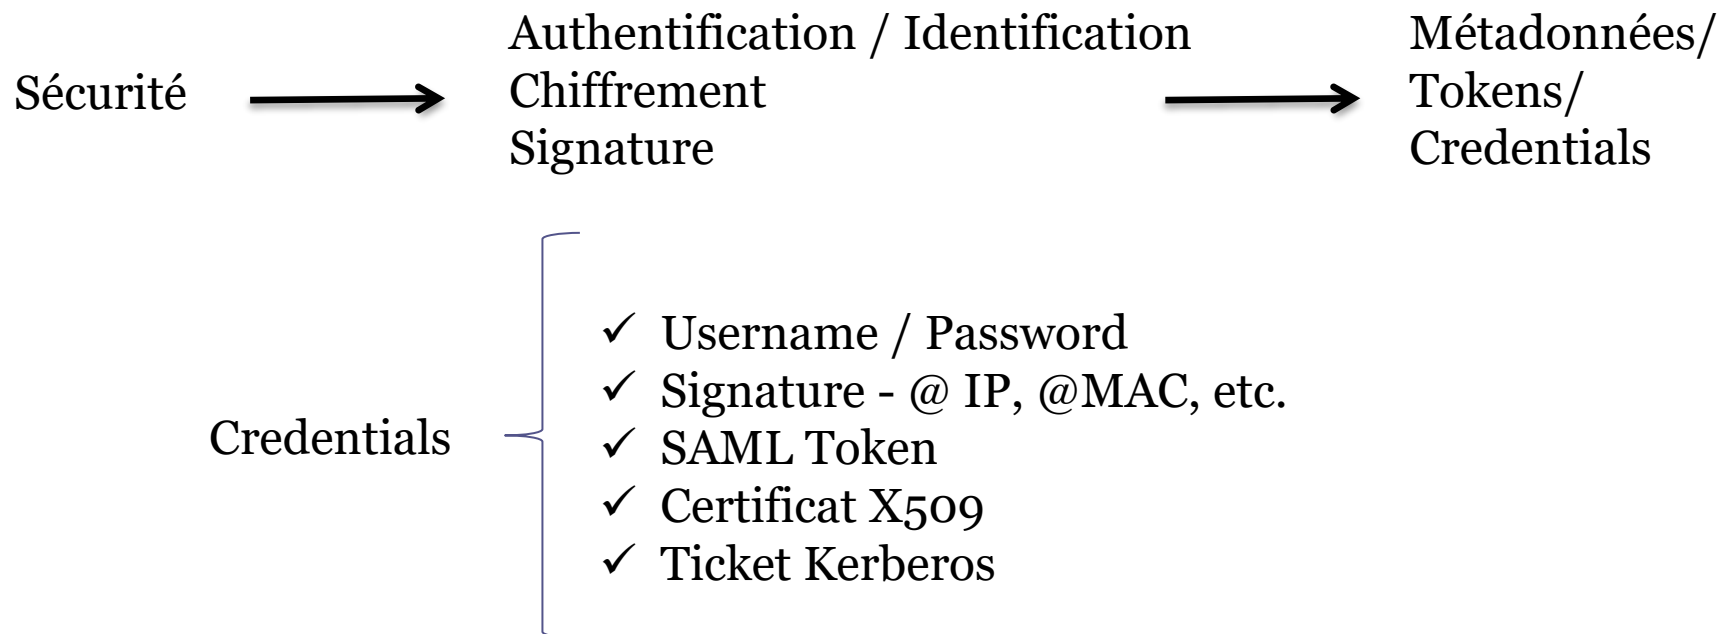 Sécurité
Authentification / Identification
Chiffrement
Signature
Métadonnées/
Tokens/
Credentials
Credentials
✓ Username / Password
✓ Signature - @ IP, @MAC, etc.
✓ SAML Token
✓ Certificat X509
✓ Ticket Kerberos